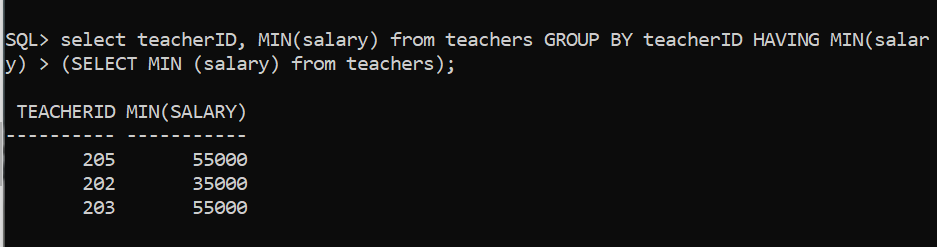 SQL> select teacherID, MIN(salary) from teachers GROUP BY teacherID HAVING MIN(salar
y) > (SELECT MIN (salary) from teachers);
 TEACHERID MIN(SALARY)
---------- -----------
       205       55000
       202       35000
       203       55000